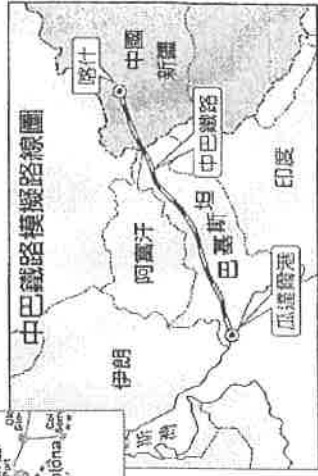 中巴鐵路模擬路線圖
喀什
中國
新疆
中巴鐵路
阿富汗
巴基斯坦
印度
伊朗
瓜達爾港